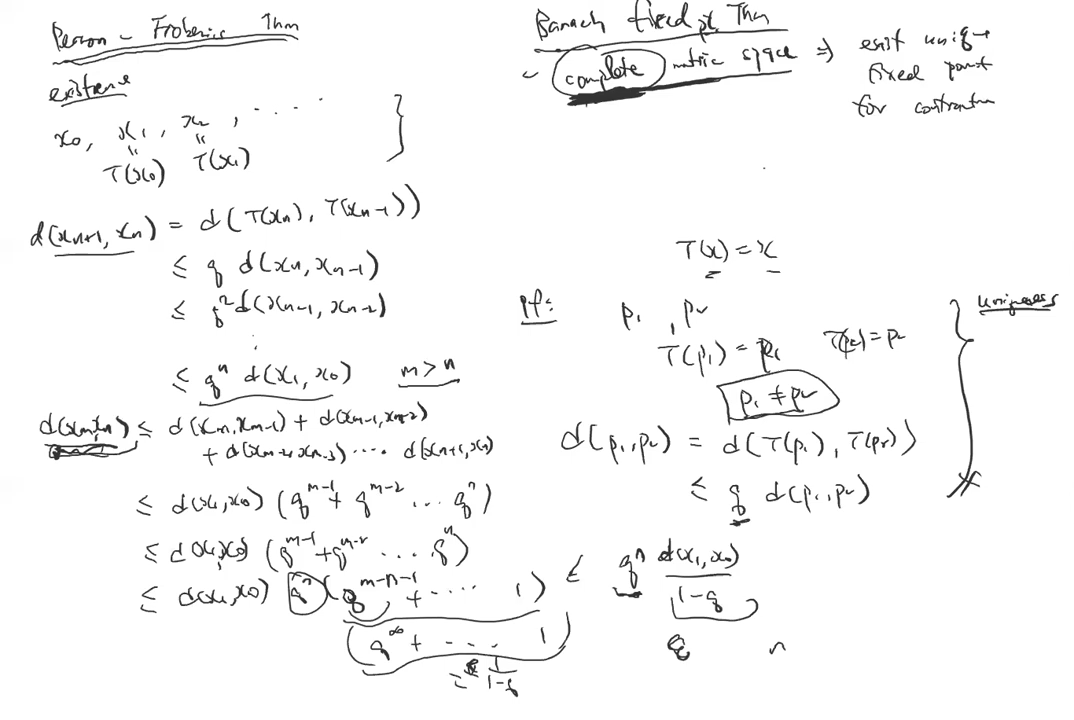 Perron - Frobenius Thm
existence
x₀, x₁, x₂, ....
T(x₀) T(x₁)
d(xn+1, xn) = d(T(xn), T(xn-1))
≤ q d(xn, xn-1)
≤ q² d(xn-1, xn-2)
⋮
≤ qⁿ d(x₁, x₀) m > n
d(xm, xn) ≤ d(xm, xm-1) + d(xm-1, xm-2)
+ d(xm-2, xm-3) .... d(xn+1, xn)
≤ d(x₁, x₀) (q^{m-1} + q^{m-2} ... qⁿ)
≤ d(x₁, x₀) (q^{m-1} + q^{m-2} .... qⁿ)
≤ d(x₁, x₀) qⁿ (q^{m-n-1} + .... 1) ≤ qⁿ d(x₁, x₀) / 1-q
q^∞ + .... 1
= 1 / 1-q
q n
Banach fixed pt Thm
complete metric space ⇒ exist unique
fixed point
for contraction
T(x) = x
Pf: p₁, p₂
T(p₁) = p₁ T(p₂) = p₂
p₁ ≠ p₂
d(p₁, p₂) = d(T(p₁), T(p₂))
≤ q d(p₁, p₂)
uniqueness